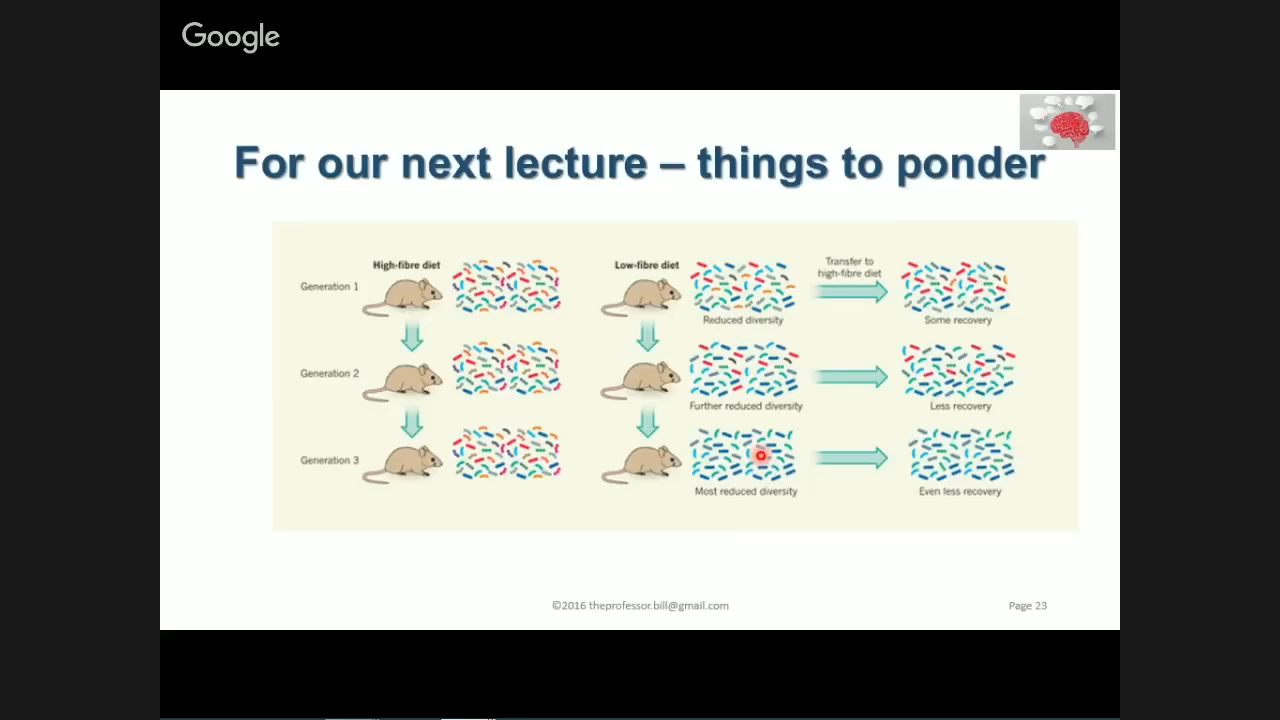 Google
For our next lecture – things to ponder
High-fibre diet
Low-fibre diet
Transfer to
high-fibre diet
Generation 1
Reduced diversity
Some recovery
Generation 2
Further reduced diversity
Less recovery
Generation 3
Most reduced diversity
Even less recovery
©2016 theprofessor.bill@gmail.com
Page 23